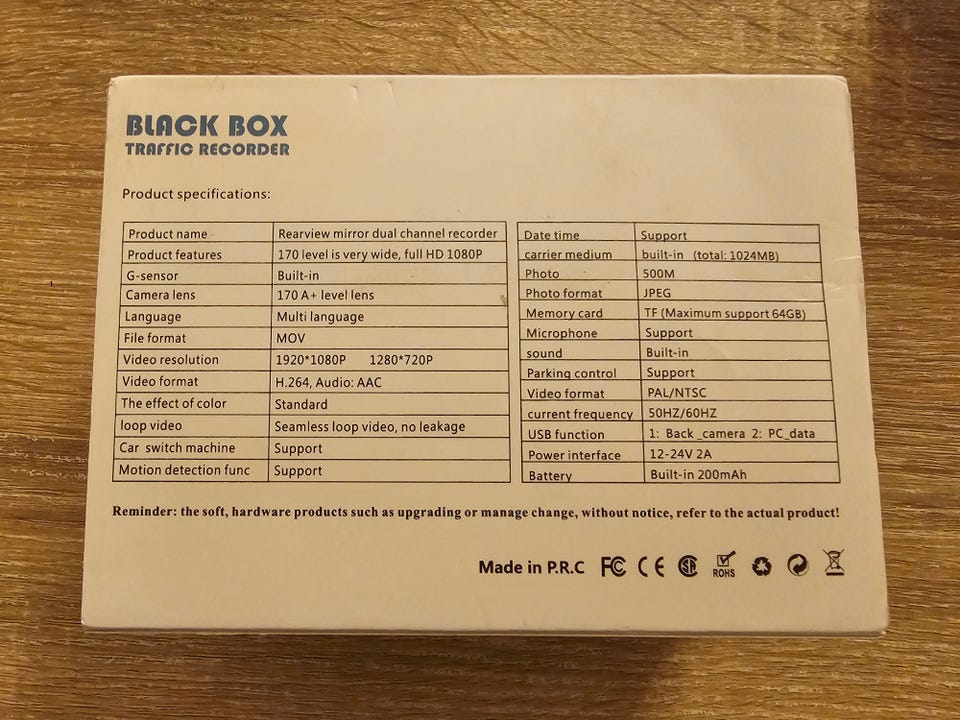 BLACK BOX
TRAFFIC RECORDER
Product specifications:
Product name Rearview mirror dual channel recorder
Product features 170 level is very wide, full HD 1080P
G-sensor Built-in
Camera lens 170 A+ level lens
Language Multi language
File format MOV
Video resolution 1920*1080P 1280*720P
Video format H.264, Audio: AAC
The effect of color Standard
loop video Seamless loop video, no leakage
Car switch machine Support
Motion detection func Support
Date time Support
carrier medium built-in (total: 1024MB)
Photo 500M
Photo format JPEG
Memory card TF (Maximum support 64GB)
Microphone Support
sound Built-in
Parking control Support
Video format PAL/NTSC
current frequency 50HZ/60HZ
USB function 1: Back_camera 2: PC_data
Power interface 12-24V 2A
Battery Built-in 200mAh
Reminder: the soft, hardware products such as upgrading or manage change, without notice, refer to the actual product!
Made in P.R.C FC CE ROHS